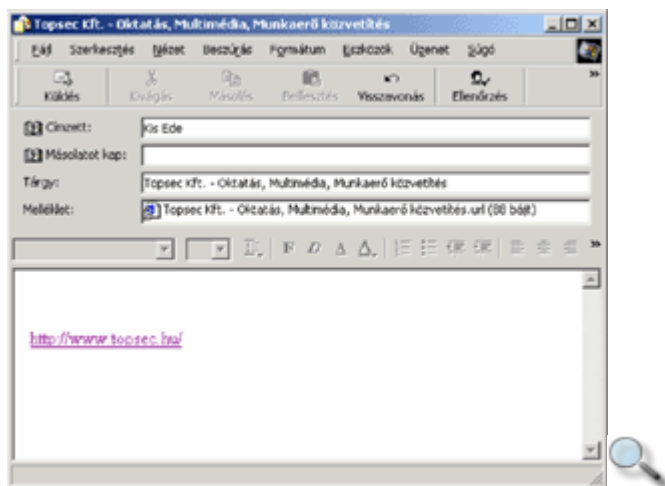 Topsec Kft. - Oktatás, Multimédia, Munkaerő közvetítés
Fájl Szerkesztés Nézet Beszúrás Formátum Eszközök Üzenet Súgó
Küldés Kivágás Másolás Beillesztés Visszavonás Ellenőrzés »
Címzett: Kis Ede
Másolatot kap:
Tárgy: Topsec Kft. - Oktatás, Multimédia, Munkaerő közvetítés
Melléklet: Topsec Kft. - Oktatás, Multimédia, Munkaerő közvetítés.url (88 bájt)
F D A A »
http://www.topsec.hu/